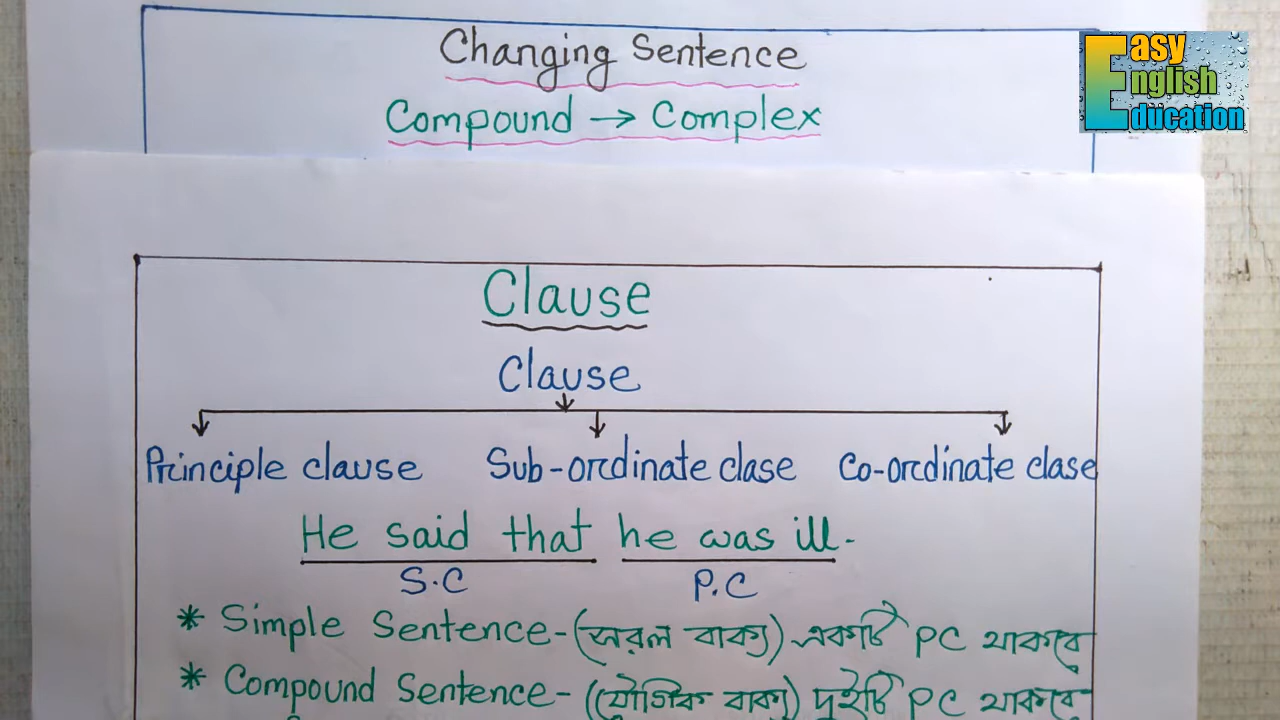 Changing Sentence
Compound → Complex
Easy
English
Education
Clause
Clause
Principle clause Sub-ordinate clase Co-ordinate clase
He said that he was ill.
S.C P.C
* Simple Sentence-(সরল বাক্য) একটি PC থাকবে
* Compound Sentence-(যৌগিক বাক্য) দুইটি PC থাকবে